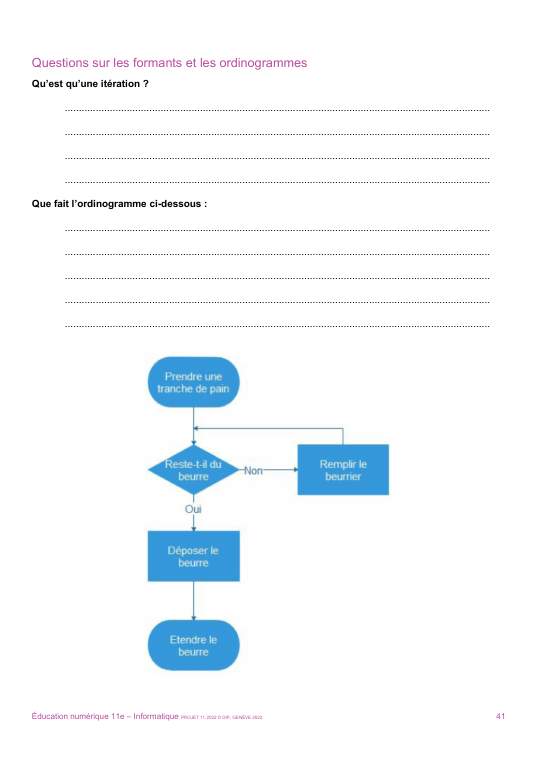 Questions sur les formants et les ordinogrammes
Qu'est qu'une itération ?
Que fait l'ordinogramme ci-dessous :
Prendre une
tranche de pain
Reste-t-il du
beurre
Non
Remplir le
beurrier
Oui
Déposer le
beurre
Etendre le
beurre
Éducation numérique 11e – Informatique
41